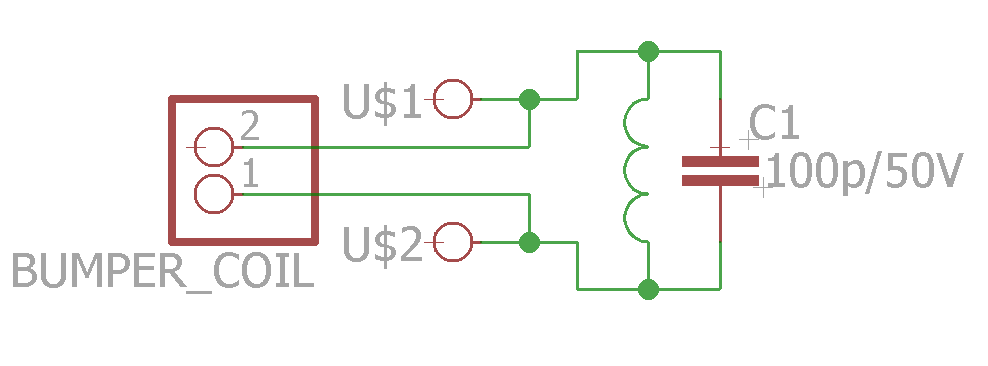 U$1
2
1
C1
100p/50V
U$2
BUMPER_COIL